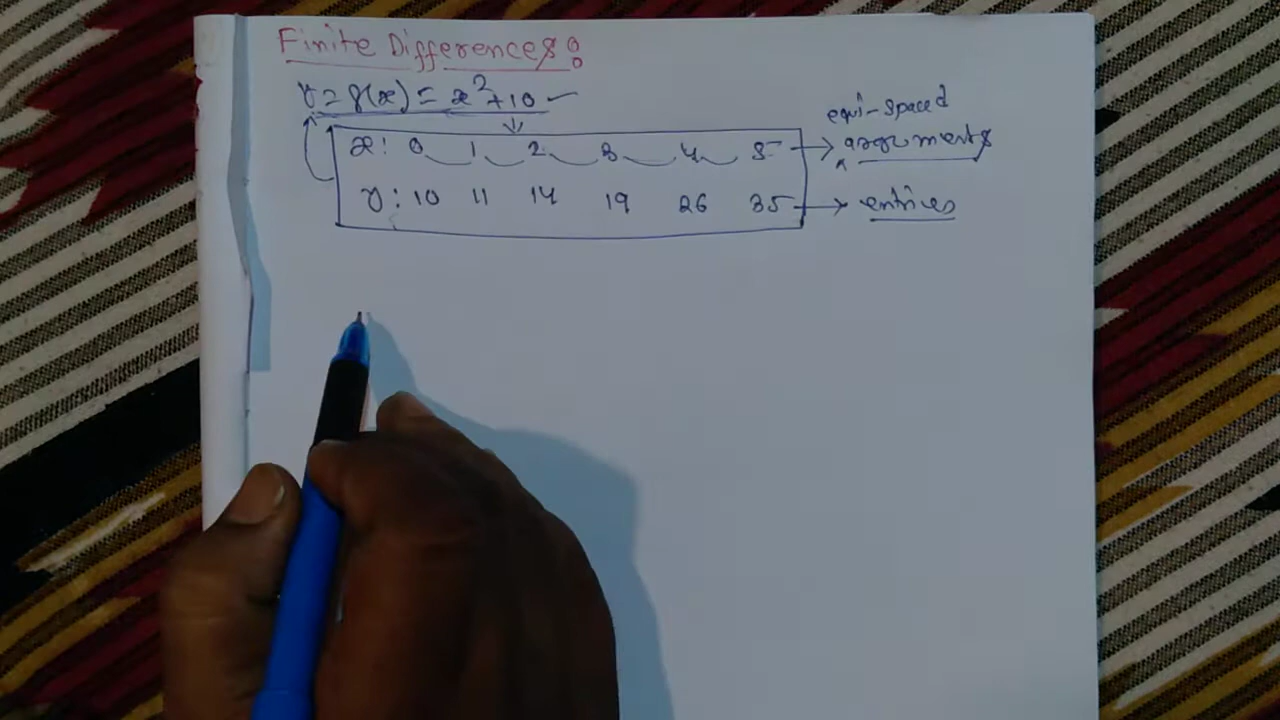 Finite Differences:
y = f(x) = x²+10
equi-spaced
x: 0 1 2 3 4 5 → arguments
y: 10 11 14 19 26 35 → entries